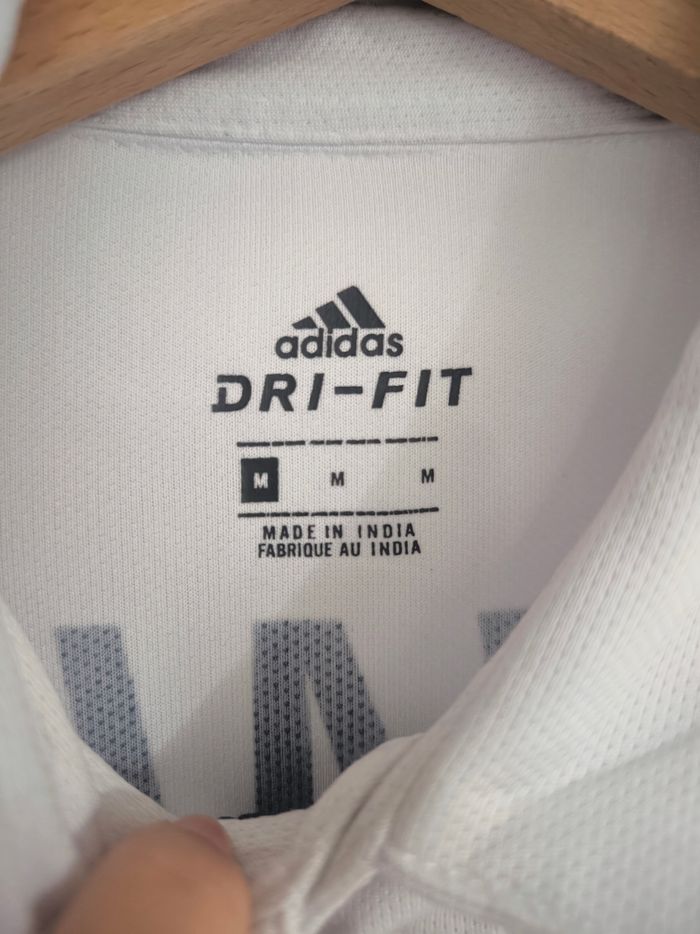 adidas
DRI-FIT
M M M
MADE IN INDIA
FABRIQUE AU INDIA